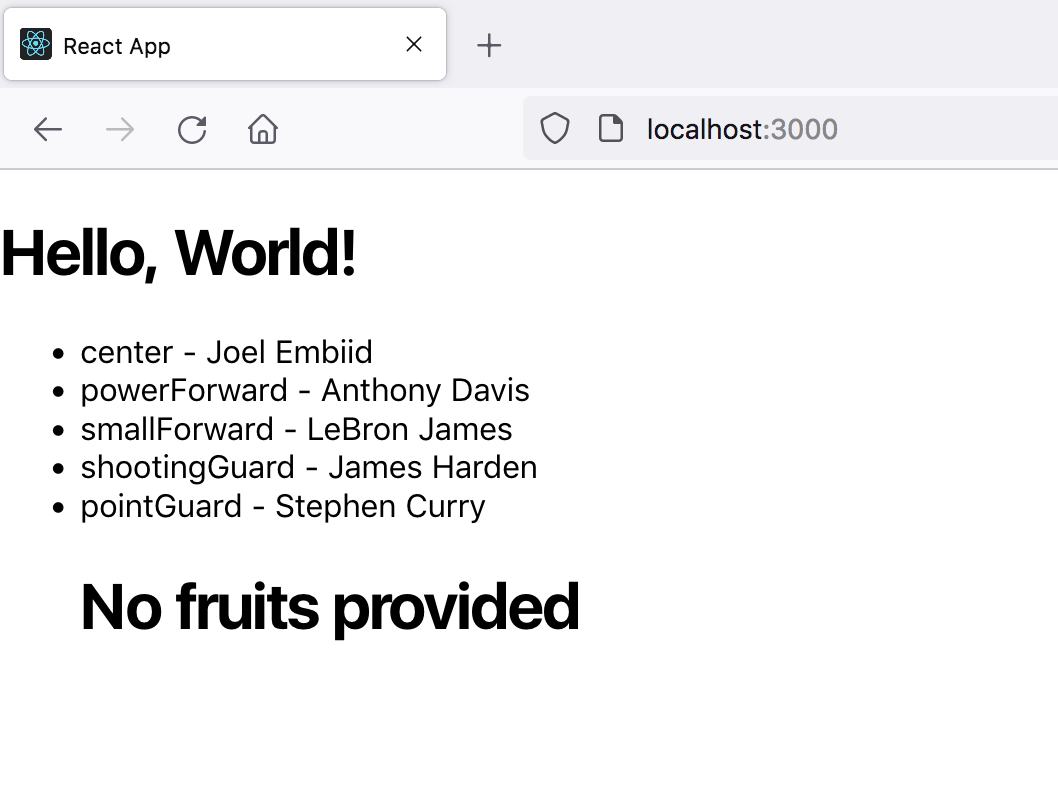 React App
localhost:3000
Hello, World!
center - Joel Embiid
powerForward - Anthony Davis
smallForward - LeBron James
shootingGuard - James Harden
pointGuard - Stephen Curry
No fruits provided